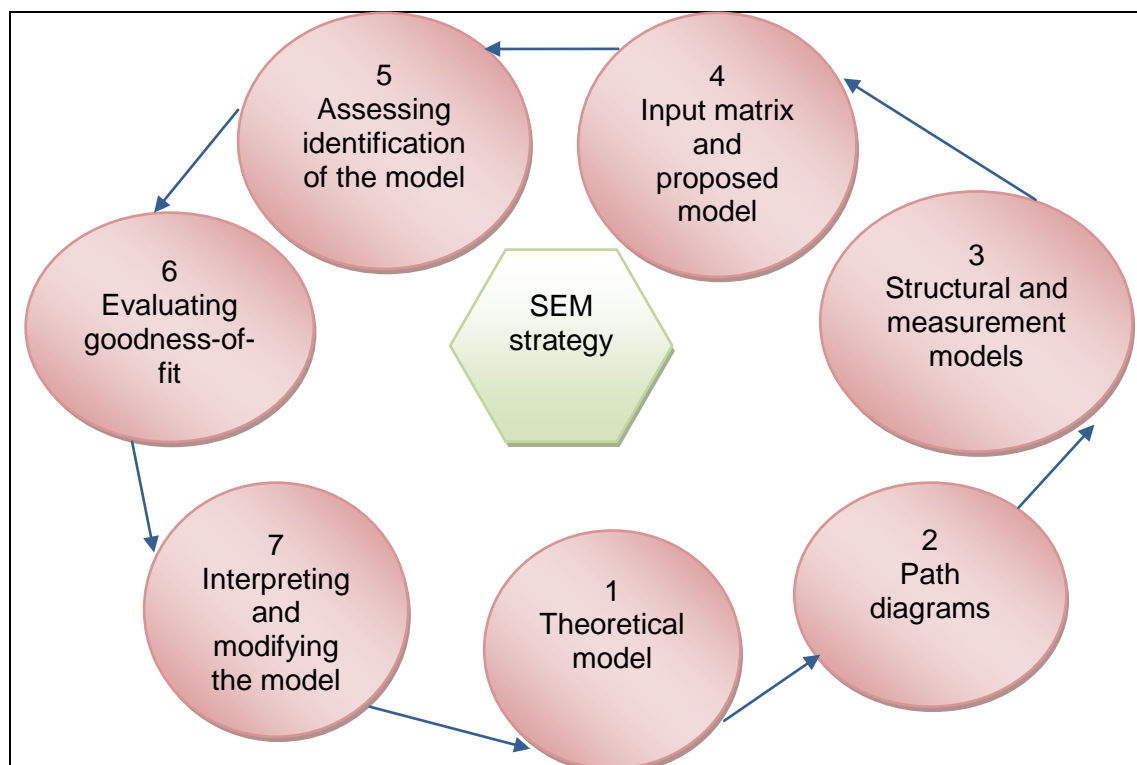 5
Assessing
identification
of the model
4
Input matrix
and
proposed
model
6
Evaluating
goodness-of-
fit
SEM
strategy
3
Structural and
measurement
models
7
Interpreting
and
modifying
the model
1
Theoretical
model
2
Path
diagrams